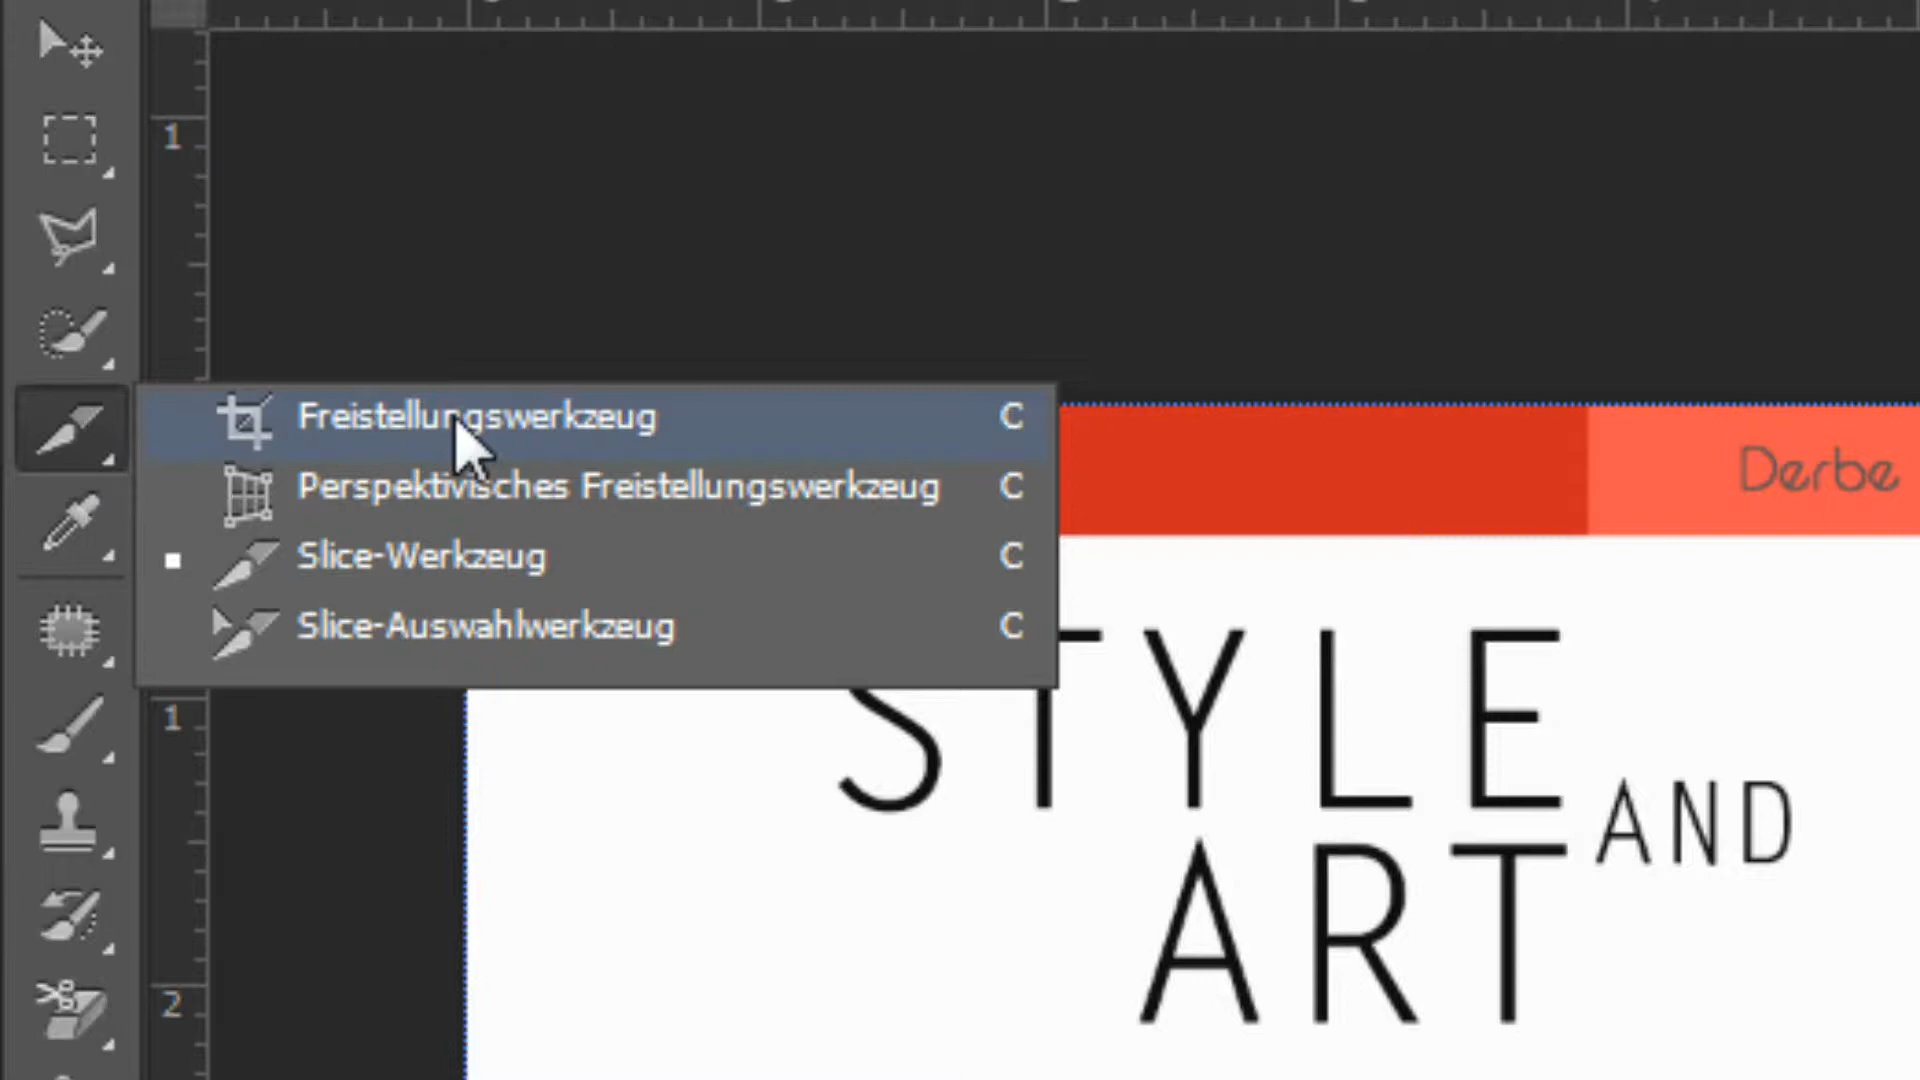 1
Freistellungswerkzeug C
Perspektivisches Freistellungswerkzeug C
Slice-Werkzeug C
Slice-Auswahlwerkzeug C
Derbe
STYLE
AND
ART
1
2